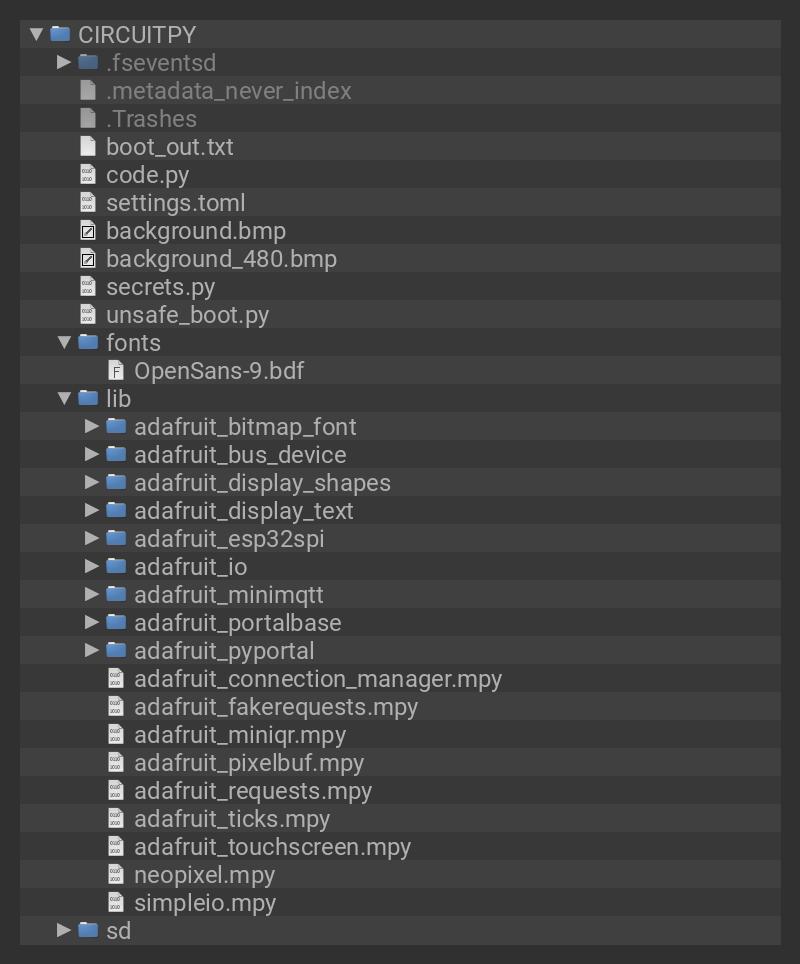 CIRCUITPY
.fseventsd
.metadata_never_index
.Trashes
boot_out.txt
code.py
settings.toml
background.bmp
background_480.bmp
secrets.py
unsafe_boot.py
fonts
OpenSans-9.bdf
lib
adafruit_bitmap_font
adafruit_bus_device
adafruit_display_shapes
adafruit_display_text
adafruit_esp32spi
adafruit_io
adafruit_minimqtt
adafruit_portalbase
adafruit_pyportal
adafruit_connection_manager.mpy
adafruit_fakerequests.mpy
adafruit_miniqr.mpy
adafruit_pixelbuf.mpy
adafruit_requests.mpy
adafruit_ticks.mpy
adafruit_touchscreen.mpy
neopixel.mpy
simpleio.mpy
sd